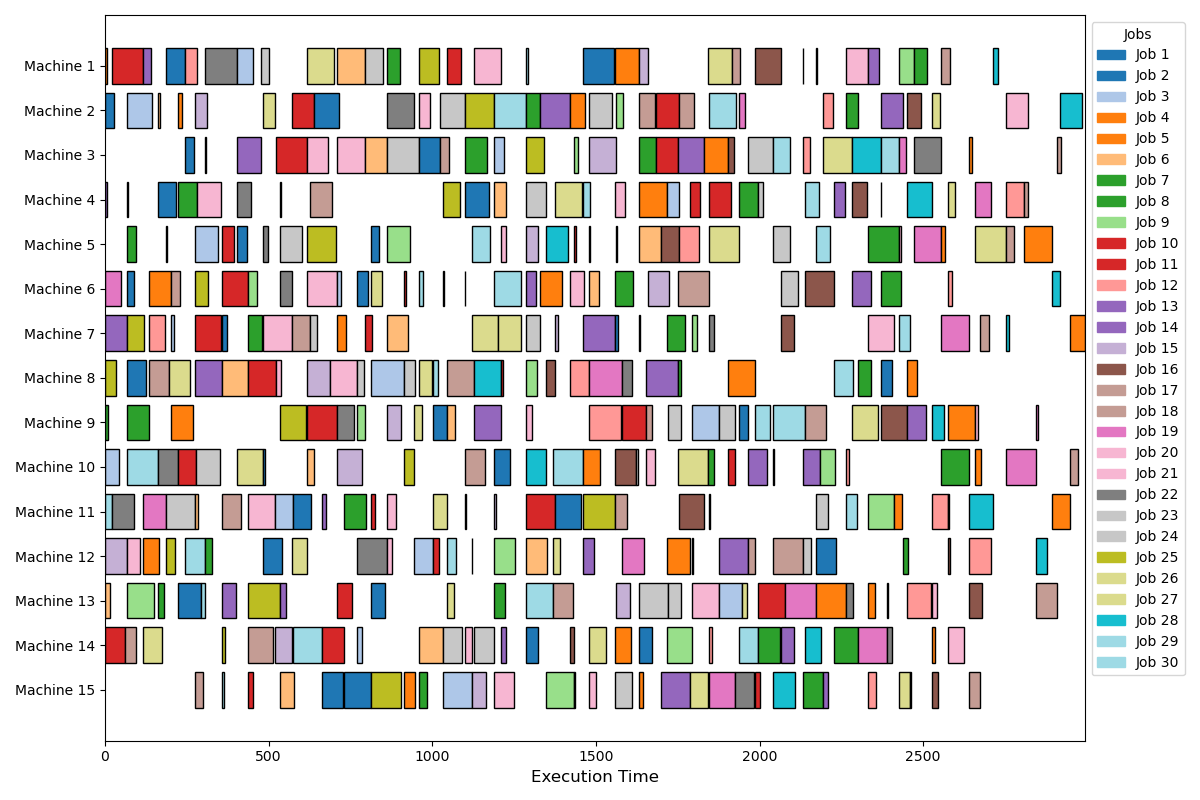 Machine 1
Machine 2
Machine 3
Machine 4
Machine 5
Machine 6
Machine 7
Machine 8
Machine 9
Machine 10
Machine 11
Machine 12
Machine 13
Machine 14
Machine 15
0 500 1000 1500 2000 2500
Execution Time
Jobs
Job 1
Job 2
Job 3
Job 4
Job 5
Job 6
Job 7
Job 8
Job 9
Job 10
Job 11
Job 12
Job 13
Job 14
Job 15
Job 16
Job 17
Job 18
Job 19
Job 20
Job 21
Job 22
Job 23
Job 24
Job 25
Job 26
Job 27
Job 28
Job 29
Job 30